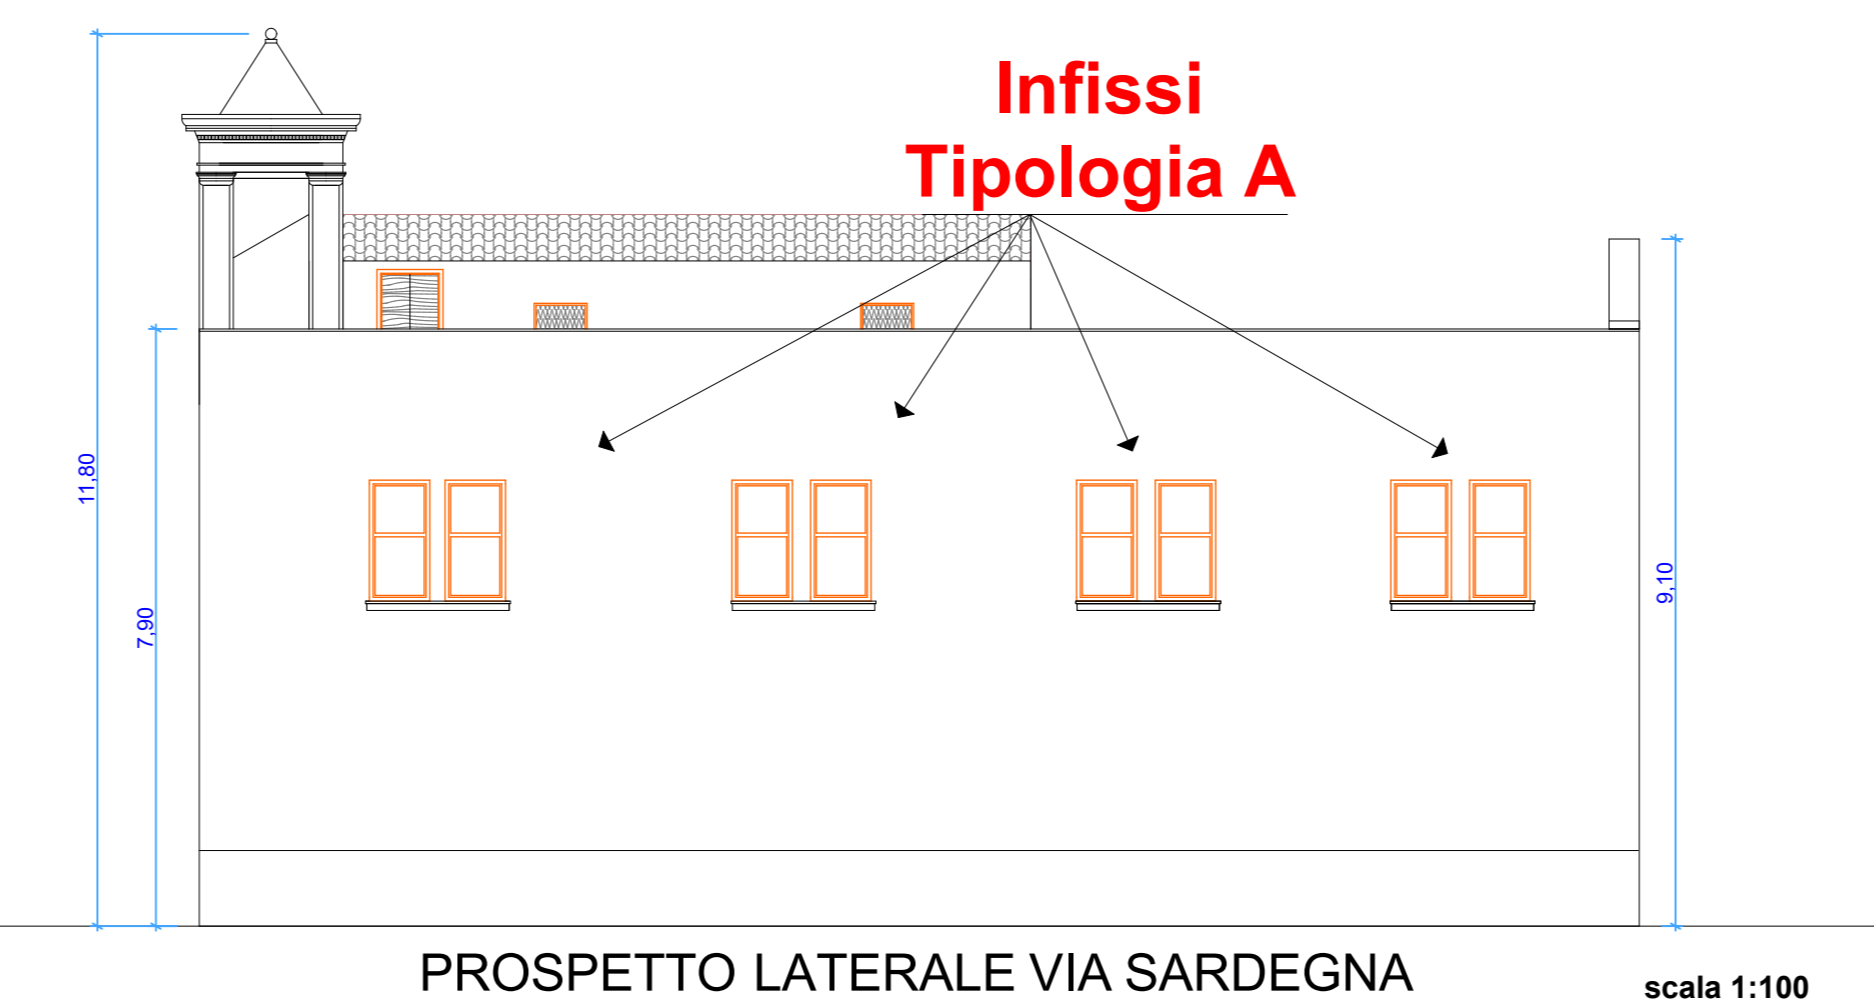 Infissi
Tipologia A
11,80
7,90
9,10
PROSPETTO LATERALE VIA SARDEGNA
scala 1:100